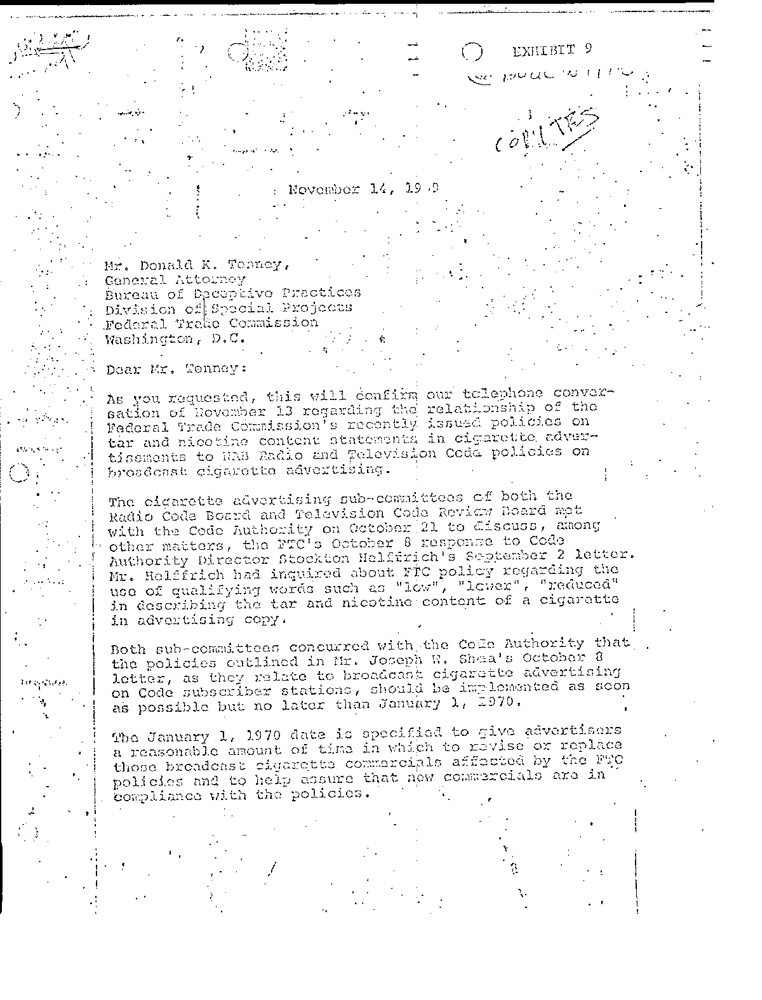 EXHIBIT 9
November 14, 19 9
Mr. Donald K. Tenney,
General Attorney
Bureau of Deceptive Practices
Division of Special Projects
Federal Trade Commission
Washington, D.C.
Dear Mr. Tenney:
As you requested, this will confirm our telephone conver-
sation of November 13 regarding the relationship of the
Federal Trade Commission's recently issued policies on
tar and nicotine content statements in cigarette adver-
tisements to NAB Radio and Television Code policies on
broadcast cigarette advertising.
The cigarette advertising sub-committees of both the
Radio Code Board and Television Code Review Board met
with the Code Authority on October 21 to discuss, among
other matters, the FTC's October 8 response to Code
Authority Director Stockton Helffrich's September 2 letter.
Mr. Helffrich had inquired about FTC policy regarding the
use of qualifying words such as "low", "lower", "reduced"
in describing the tar and nicotine content of a cigarette
in advertising copy.
Both sub-committees concurred with the Code Authority that
the policies outlined in Mr. Joseph W. Shea's October 8
letter, as they relate to broadcast cigarette advertising
on Code subscriber stations, should be implemented as soon
as possible but no later than January 1, 1970.
The January 1, 1970 date is specified to give advertisers
a reasonable amount of time in which to revise or replace
those broadcast cigarette commercials affected by the FTC
policies and to help assure that new commercials are in
compliance with the policies.